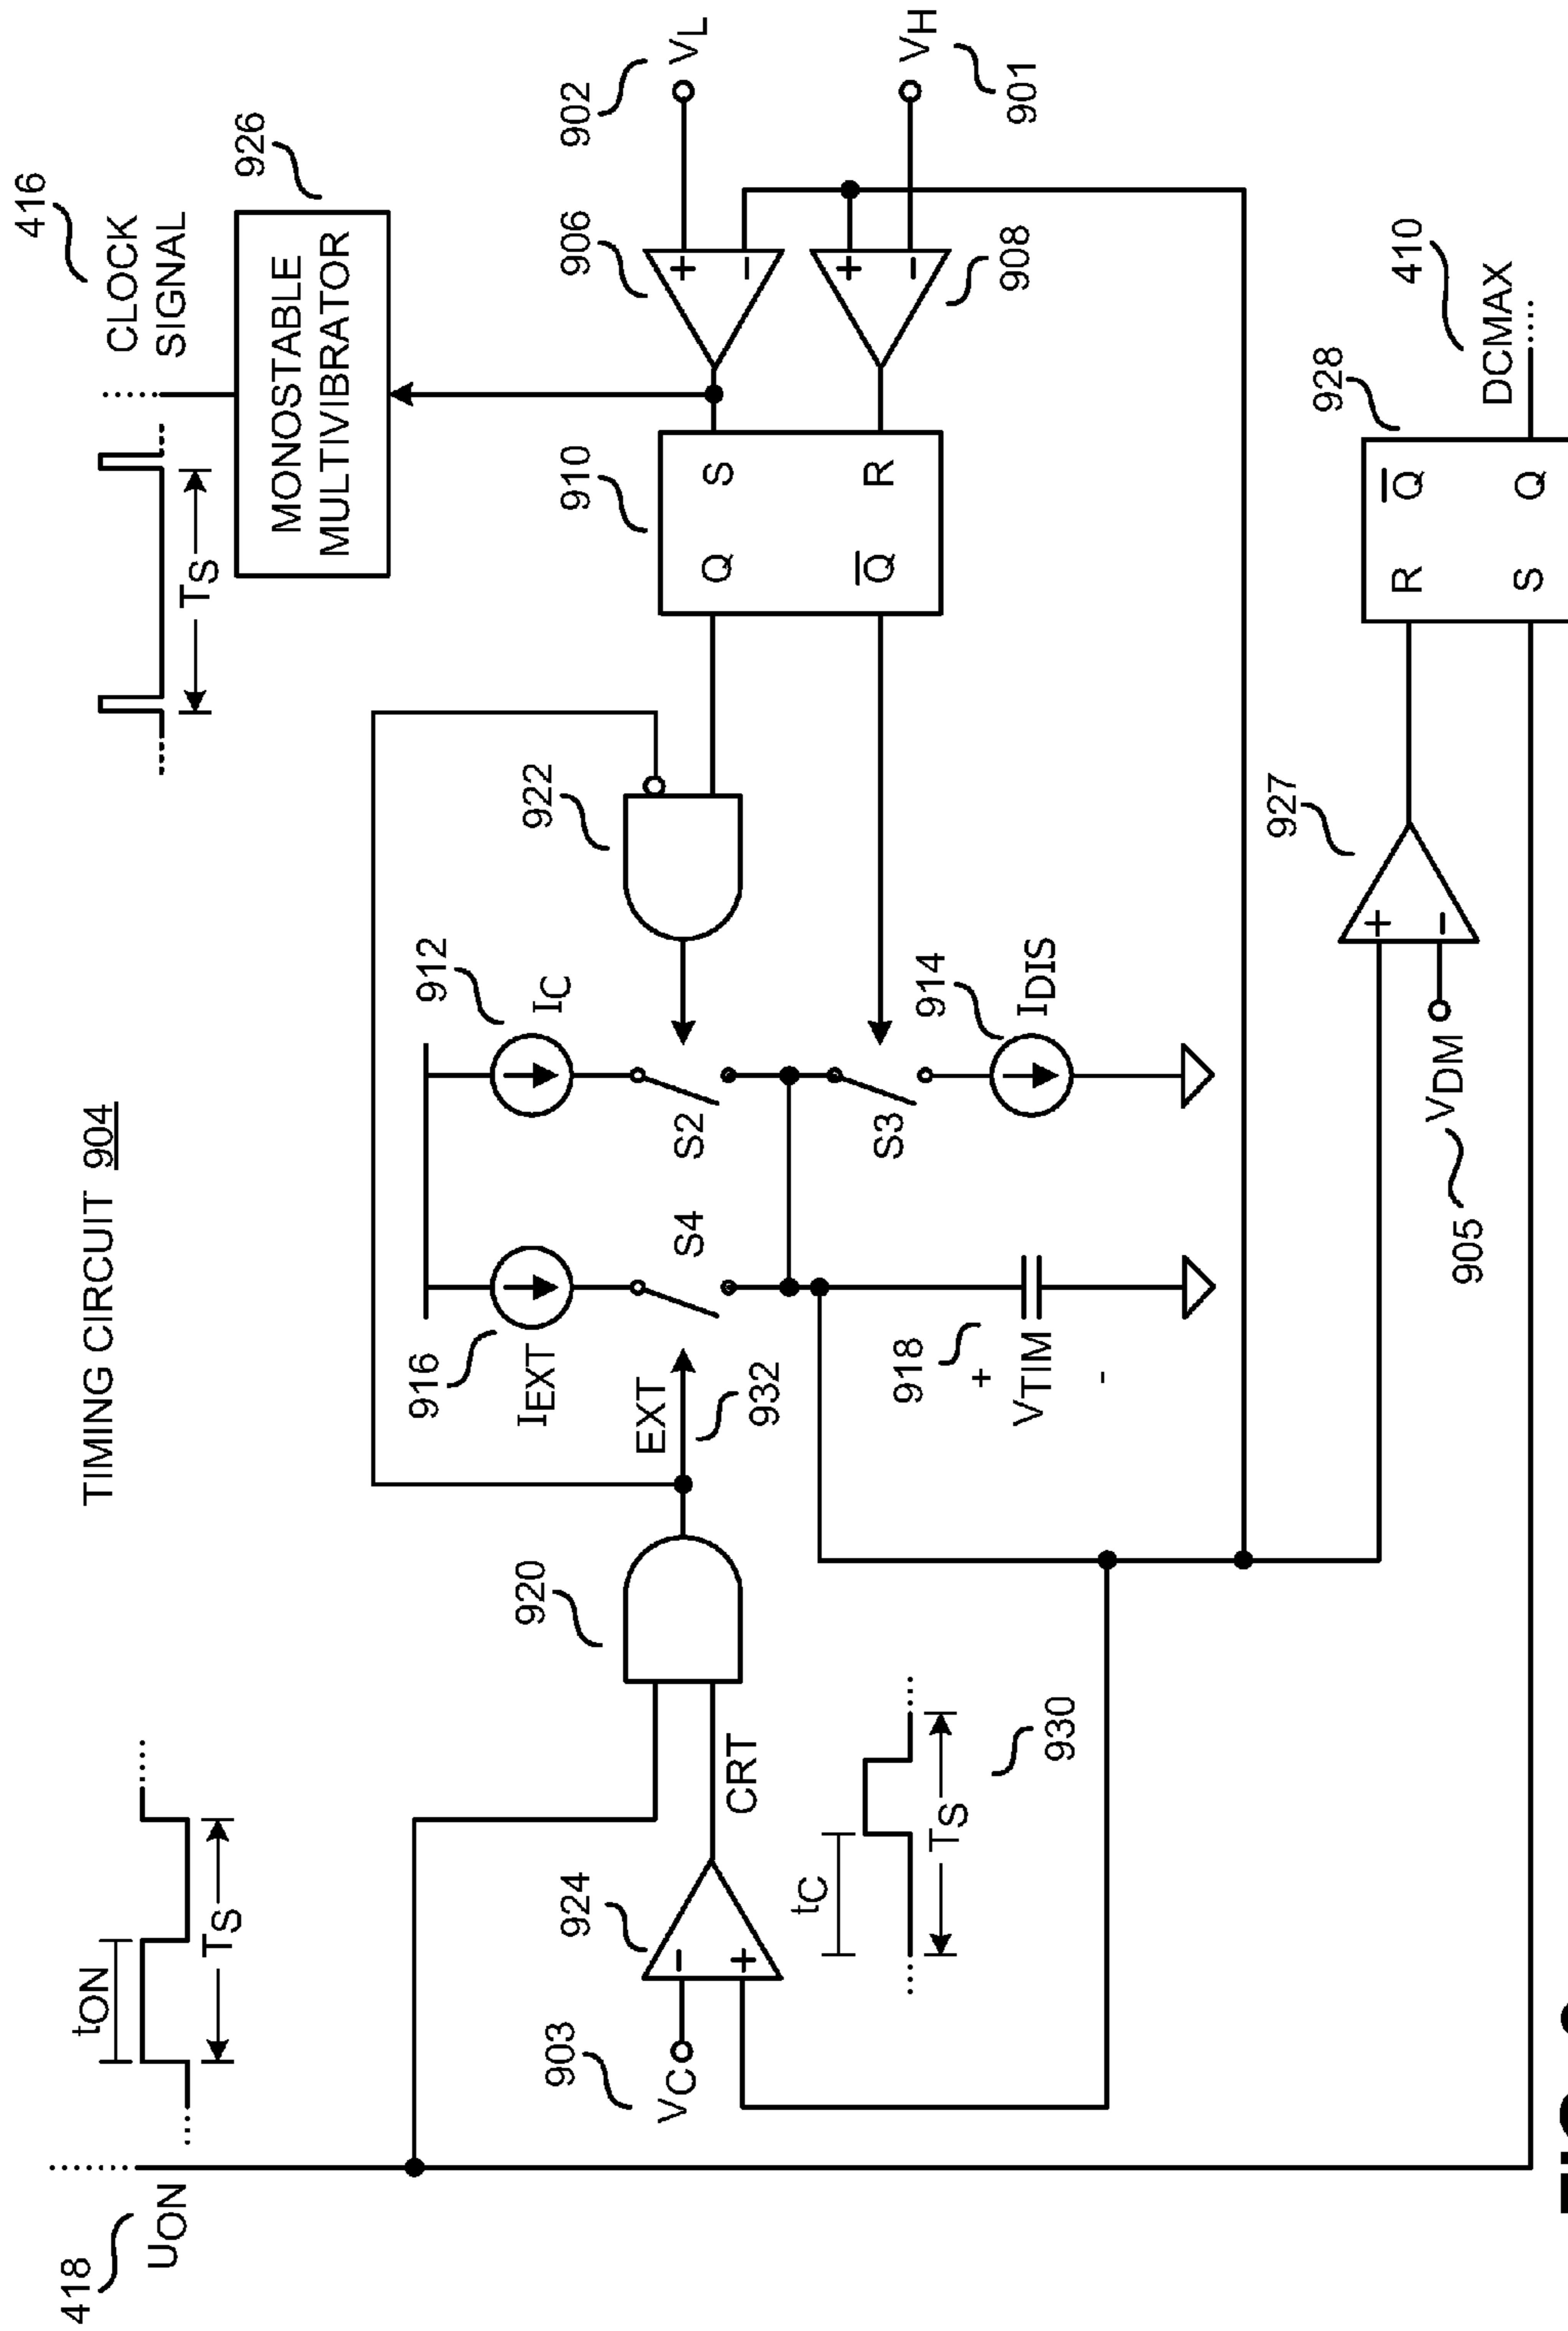 TIMING CIRCUIT 904
418
UON
tON
TS
416
CLOCK
SIGNAL
TS
926
MONOSTABLE
MULTIVIBRATOR
902
VL
VH
901
906
+
-
908
+
-
910
Q
S
Q
R
922
912
IC
916
IEXT
EXT
932
S4
S2
S3
914
IDIS
918
+
VTIM
-
920
CRT
924
-
+
903
VC
tC
TS
930
927
+
-
VDM
905
928
R
Q
S
Q
DCMAX
410